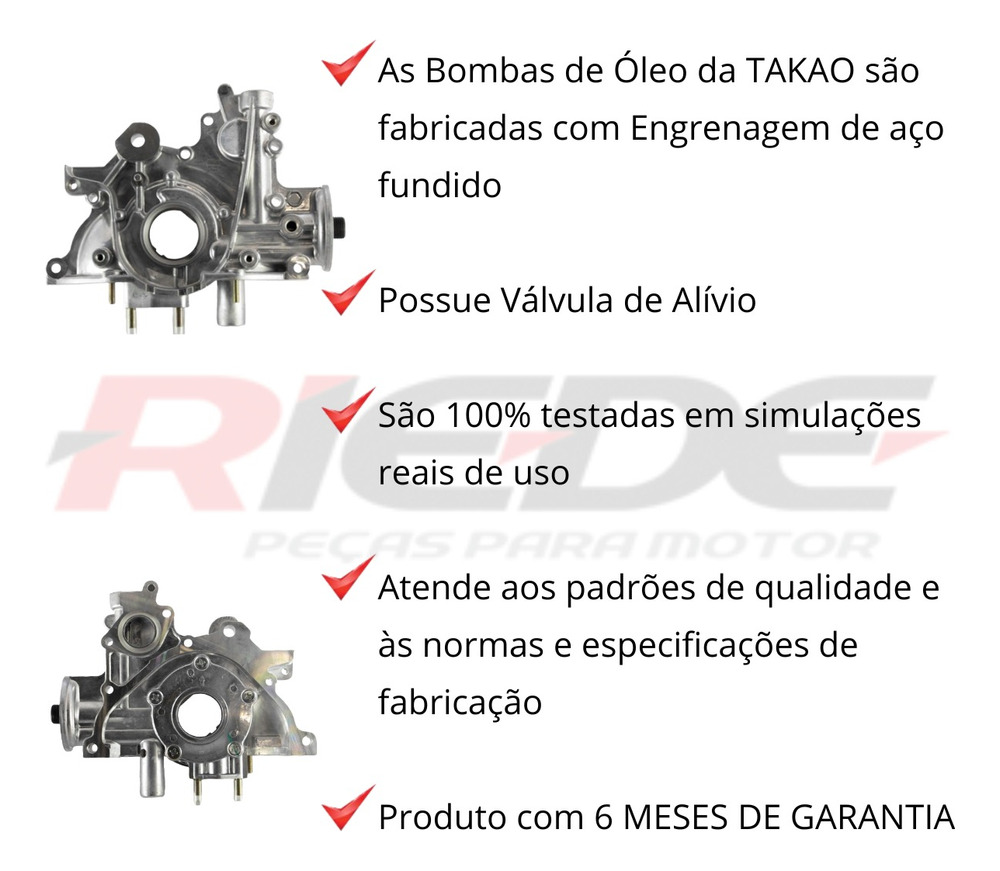 As Bombas de Óleo da TAKAO são
fabricadas com Engrenagem de aço
fundido
Possue Válvula de Alívio
São 100% testadas em simulações
reais de uso
RIEDE
PEÇAS PARA MOTOR
Atende aos padrões de qualidade e
às normas e especificações de
fabricação
Produto com 6 MESES DE GARANTIA